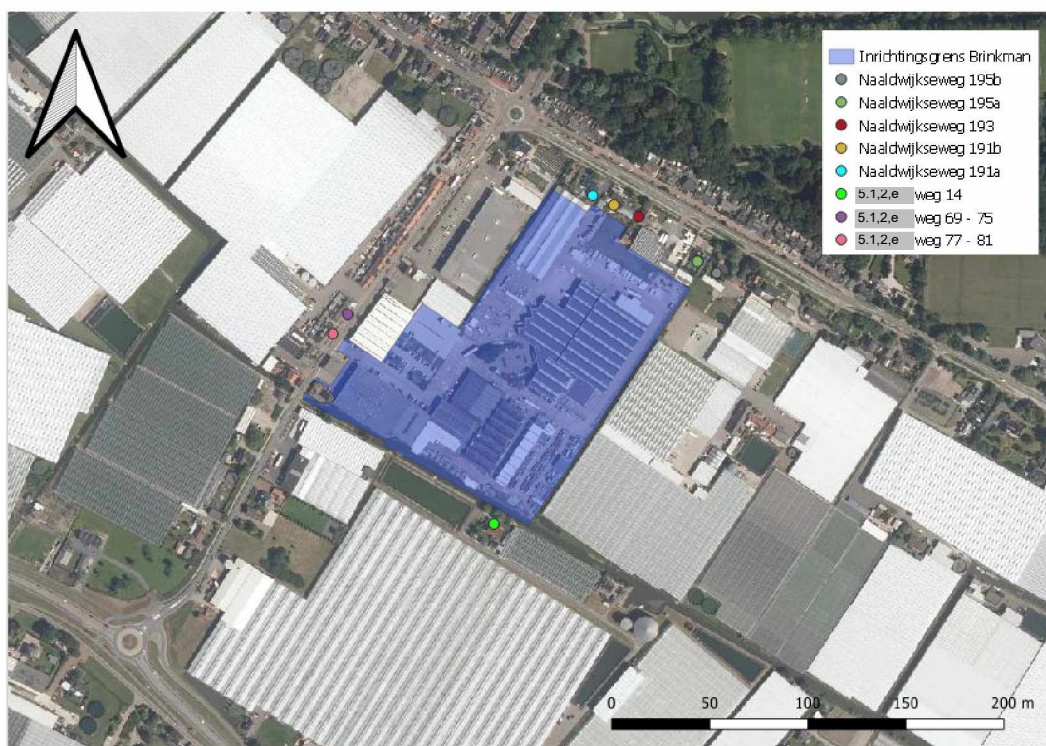 Inrichtingsgrens Brinkman
Naaldwijkseweg 195b
Naaldwijkseweg 195a
Naaldwijkseweg 193
Naaldwijkseweg 191b
Naaldwijkseweg 191a
5.1,2,e weg 14
5.1,2,e weg 69 - 75
5.1,2,e weg 77 - 81
0 50 100 150 200 m